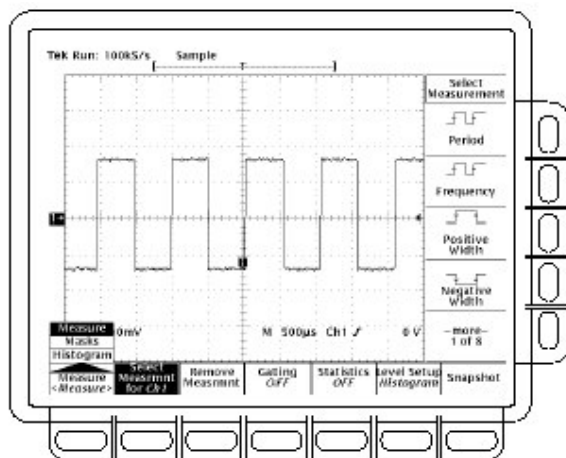 Tek Run: 100kS/s Sample
Select
Measurement
Period
Frequency
Positive
Width
Negative
Width
-more-
1 of 8
1
T
Measure
Masks
Histogram
0mV M 500µs Ch1 0 V
Measure
<Measure>
Select
Measrmnt
for Ch1
Remove
Measrmnt
Gating
OFF
Statistics
OFF
Level Setup
Histogram
Snapshot